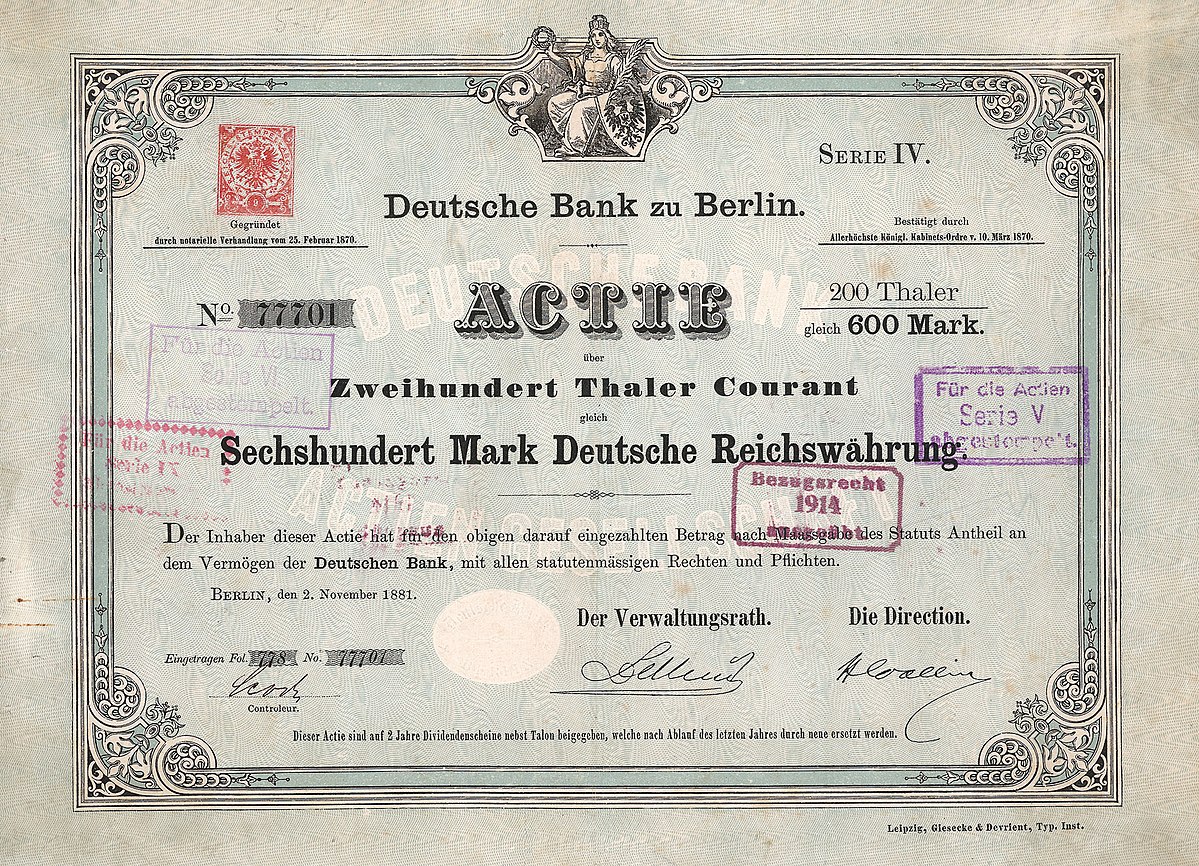 SERIE IV.
Deutsche Bank zu Berlin.
Gegründet
durch notarielle Verhandlung vom 25. Februar 1870.
Bestätigt durch
Allerhöchste Königl. Kabinets-Ordre v. 10. März 1870.
DEUTSCHE BANK
No. 77701
ACTIE
200 Thaler
gleich 600 Mark.
über
Zweihundert Thaler Courant
gleich
Sechshundert Mark Deutsche Reichswährung.
Für die Actien
Serie VI.
abgestempelt.
Für die Actien
Serie V
abgestempelt.
Für die Actien
Serie IX
Bezugsrecht
1914
ausgeübt
ACTIEN GESELLSCHAFT
Der Inhaber dieser Actie hat für den obigen darauf eingezahlten Betrag nach Maassgabe des Statuts Antheil an
dem Vermögen der Deutschen Bank, mit allen statutenmässigen Rechten und Pflichten.
BERLIN, den 2. November 1881.
Der Verwaltungsrath.
Die Direction.
Eingetragen Fol. 778 No. 77701
Controleur.
Dieser Actie sind auf 2 Jahre Dividendenscheine nebst Talon beigegeben, welche nach Ablauf des letzten Jahres durch neue ersetzt werden.
Leipzig, Giesecke & Devrient, Typ. Inst.